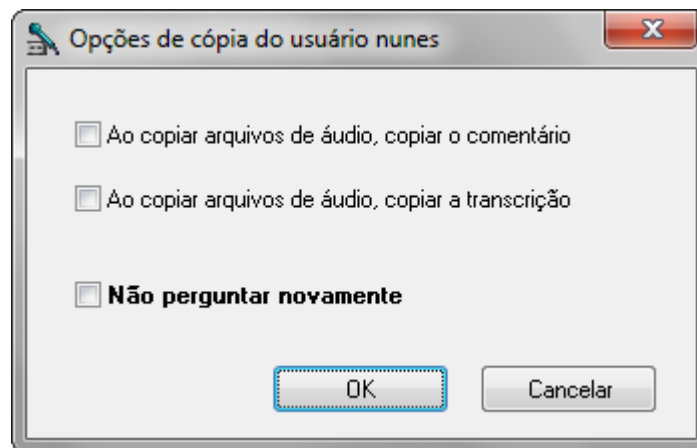 Opções de cópia do usuário nunes
Ao copiar arquivos de áudio, copiar o comentário
Ao copiar arquivos de áudio, copiar a transcrição
Não perguntar novamente
OK
Cancelar